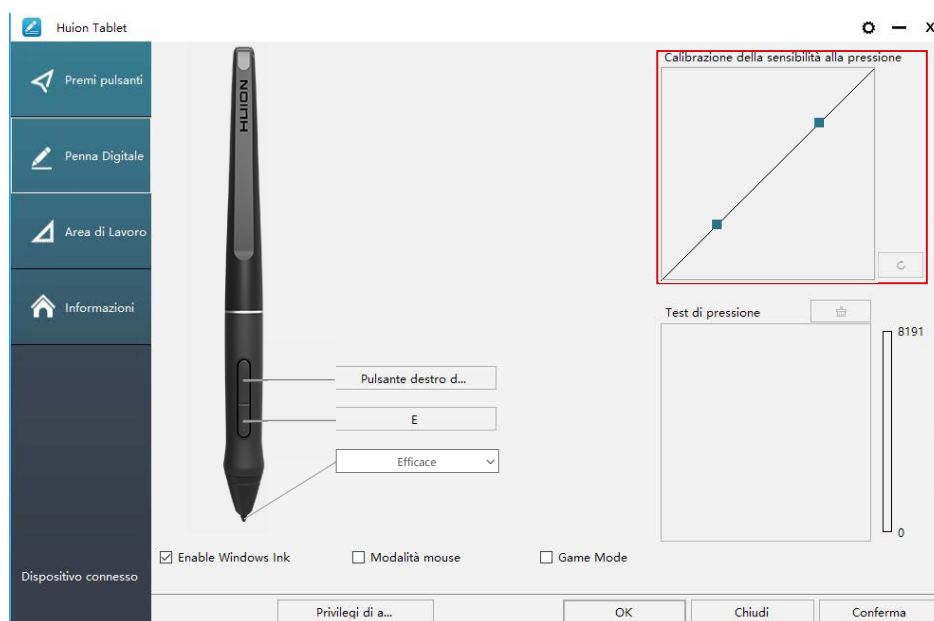 Huion Tablet
Premi pulsanti
Penna Digitale
Area di Lavoro
Informazioni
Dispositivo connesso
HUION
Pulsante destro d...
E
Efficace
Enable Windows Ink
Modalità mouse
Game Mode
Calibrazione della sensibilità alla pressione
Test di pressione
8191
0
Privilegi di a...
OK
Chiudi
Conferma